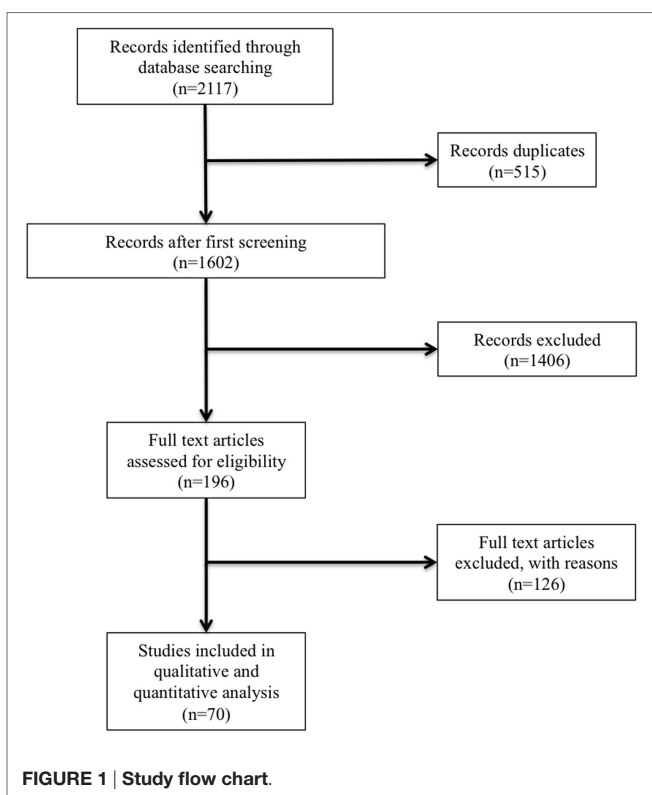 Records identified through
database searching
(n=2117)
Records duplicates
(n=515)
Records after first screening
(n=1602)
Records excluded
(n=1406)
Full text articles
assessed for eligibility
(n=196)
Full text articles
excluded, with reasons
(n=126)
Studies included in
qualitative and
quantitative analysis
(n=70)
FIGURE 1 | Study flow chart.